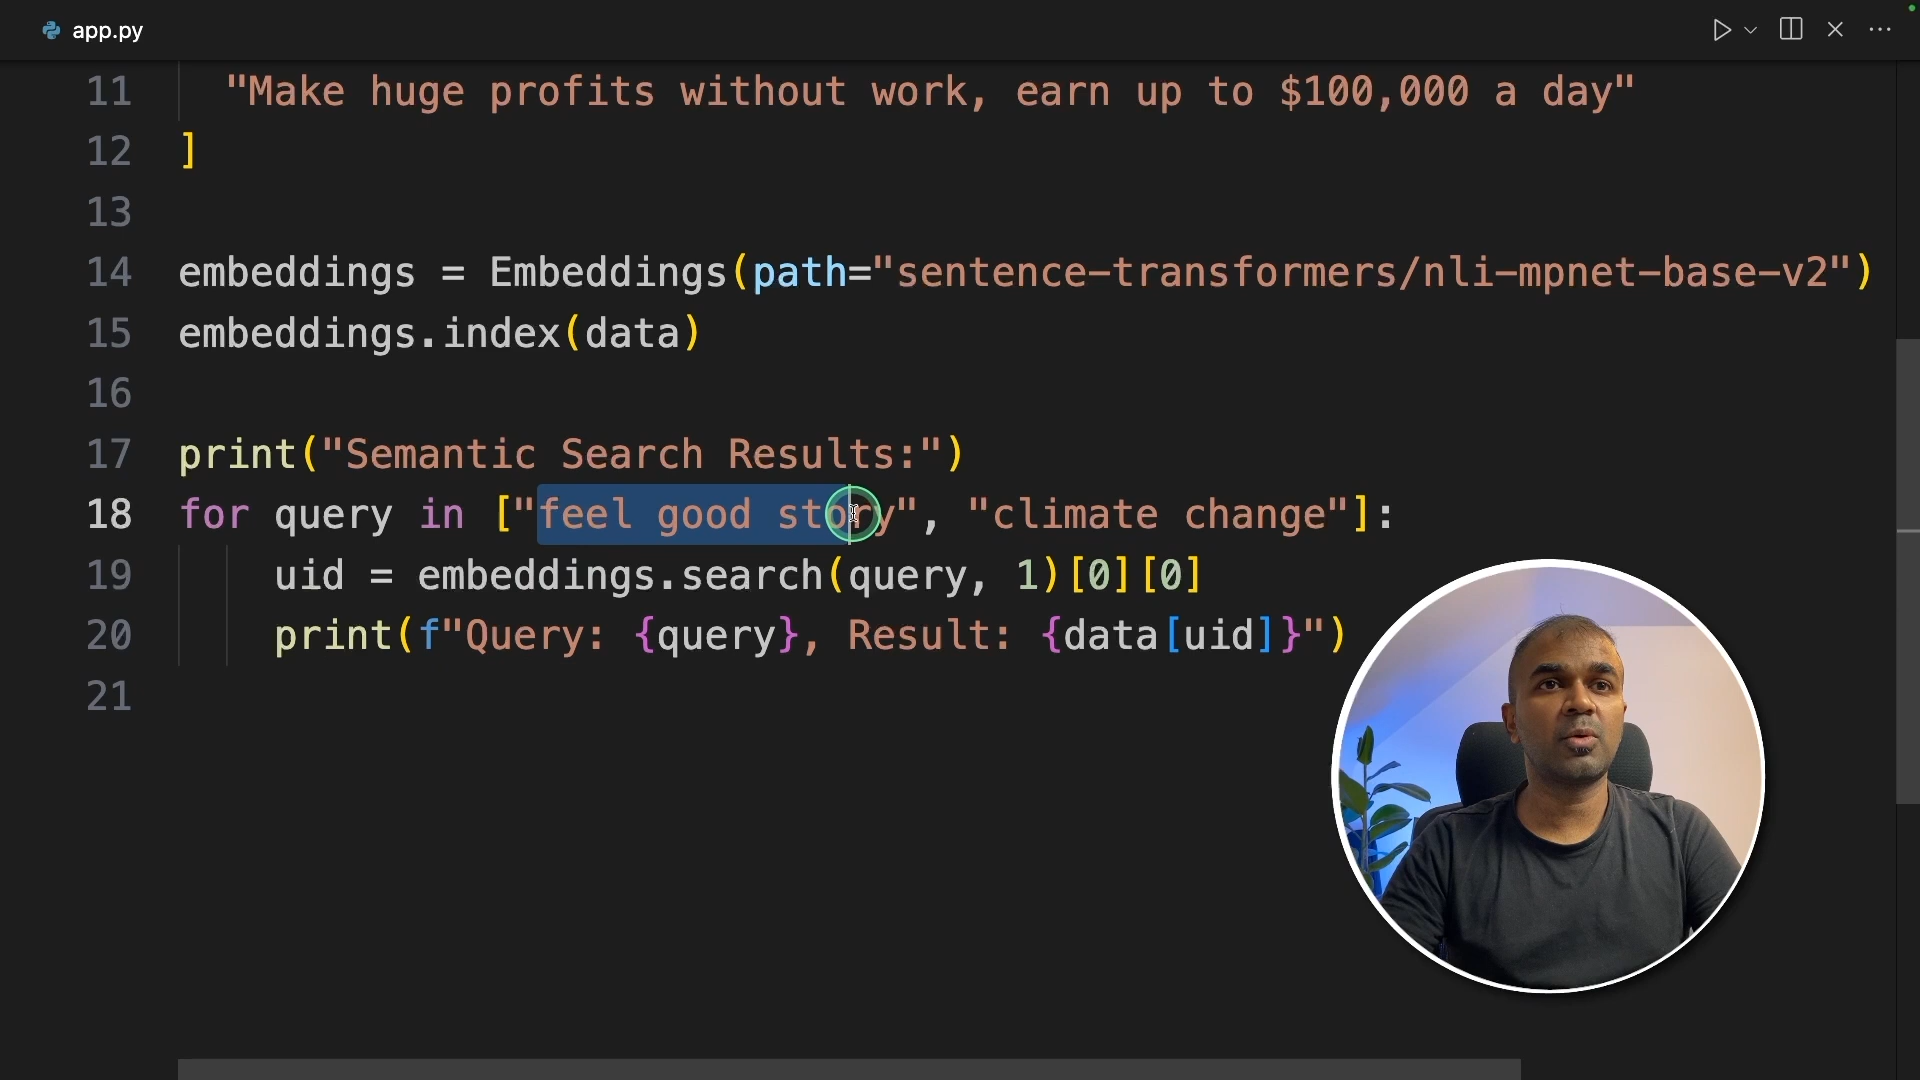 app.py
11 "Make huge profits without work, earn up to $100,000 a day"
12 ]
13
14 embeddings = Embeddings(path="sentence-transformers/nli-mpnet-base-v2")
15 embeddings.index(data)
16
17 print("Semantic Search Results:")
18 for query in ["feel good story", "climate change"]:
19 uid = embeddings.search(query, 1)[0][0]
20 print(f"Query: {query}, Result: {data[uid]}")
21